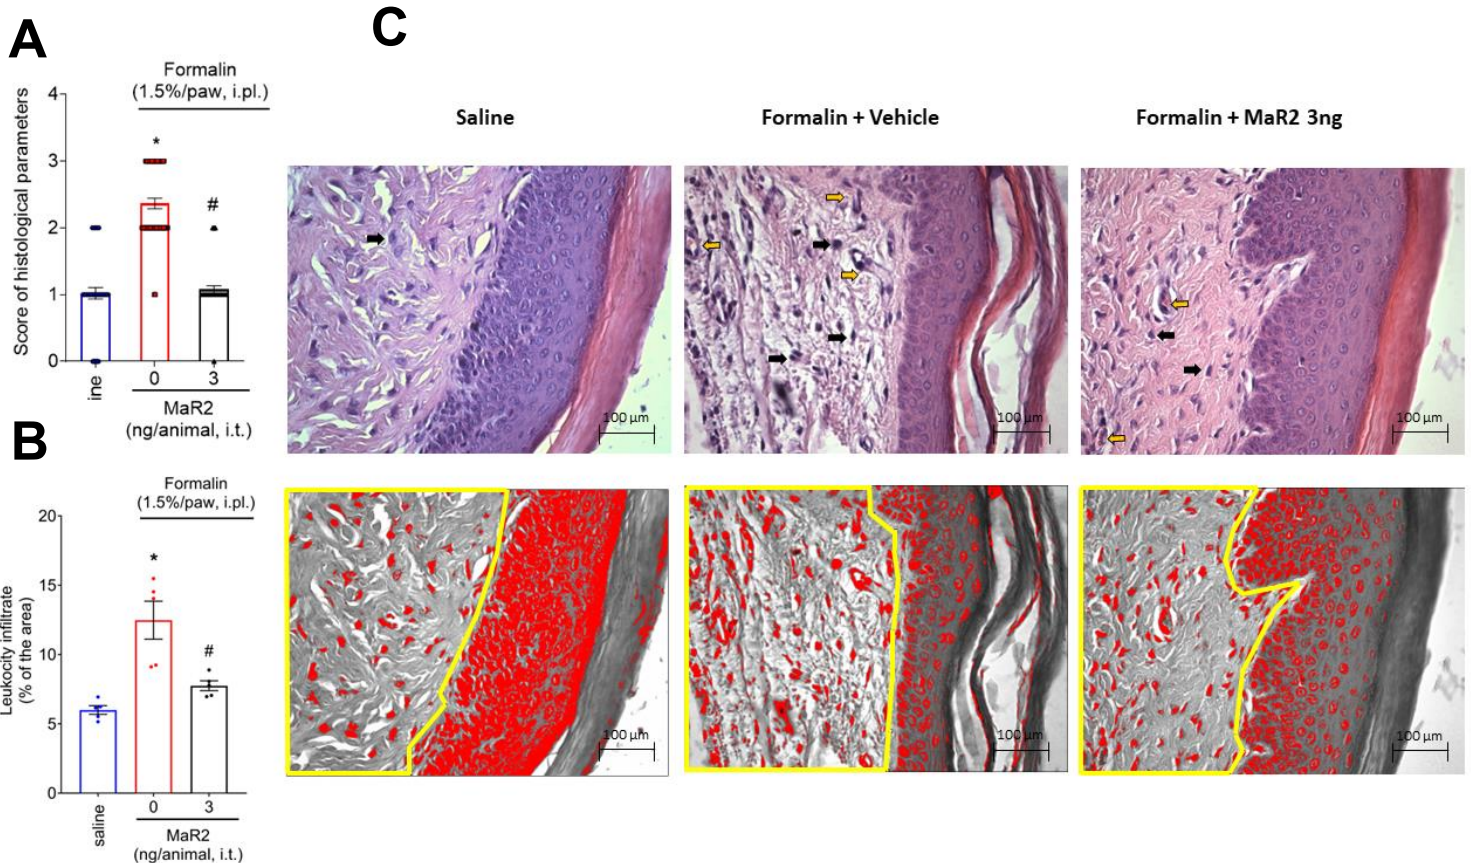 A
Formalin
(1.5%/paw, i.pl.)
Score of histological parameters
4
3
2
1
0
*
#
ine
0
3
MaR2
(ng/animal, i.t.)
B
Formalin
(1.5%/paw, i.pl.)
Leukocity infiltrate
(% of the area)
20
15
10
5
0
*
#
saline
0
3
MaR2
(ng/animal, i.t.)
C
Saline
Formalin + Vehicle
Formalin + MaR2 3ng
100 µm
100 µm
100 µm
100 µm
100 µm
100 µm